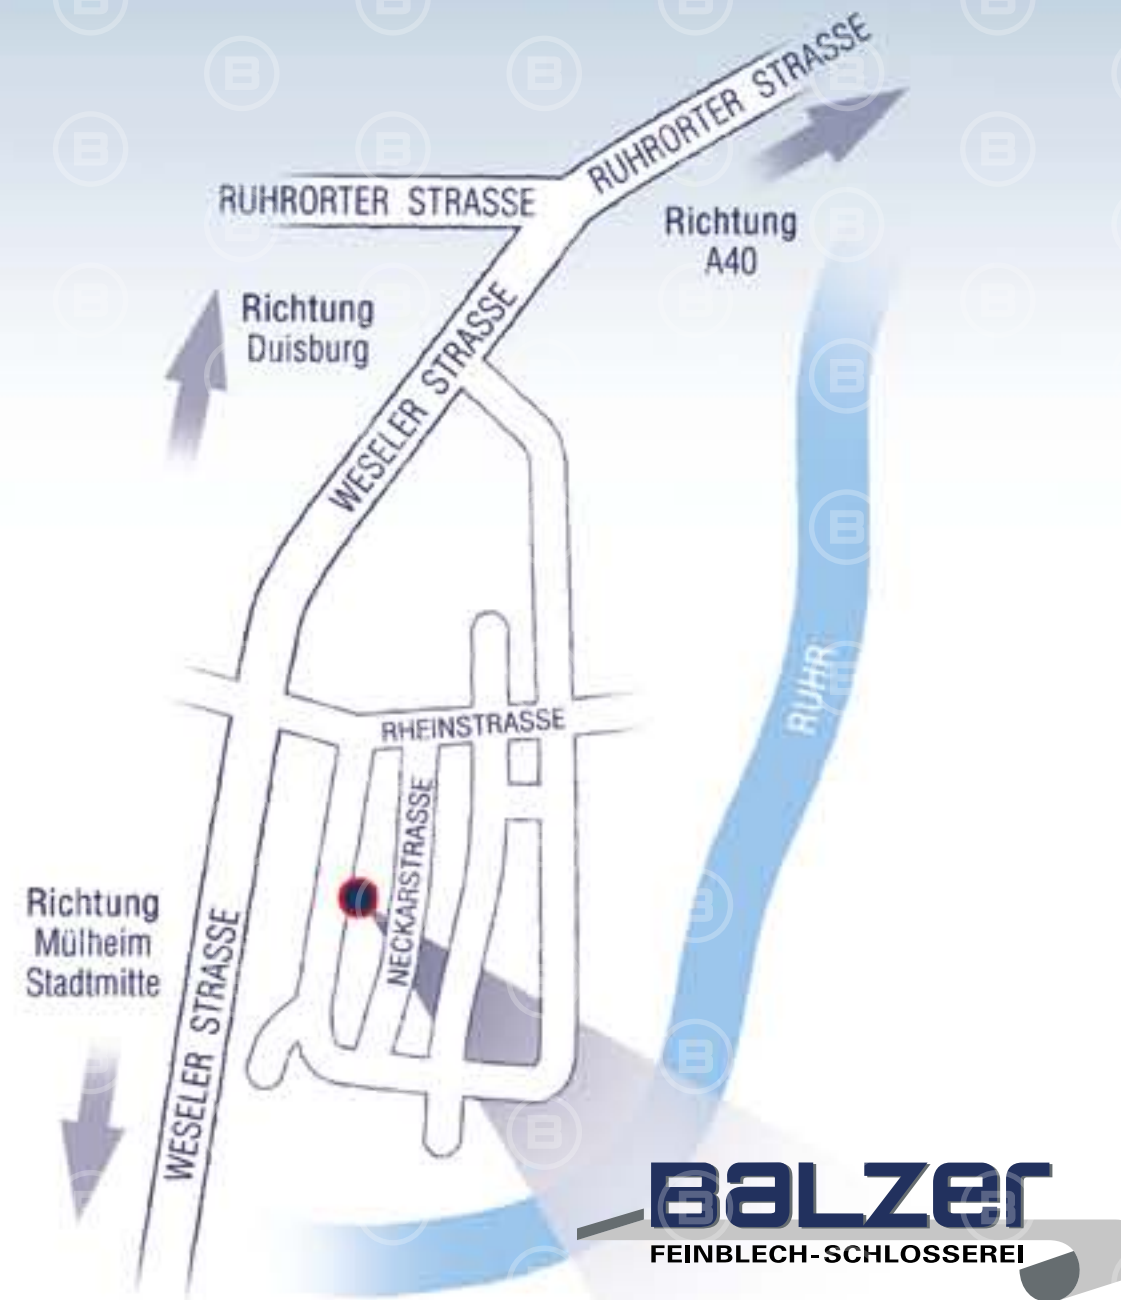 RUHRORTER STRASSE
RUHRORTER STRASSE
Richtung
A40
Richtung
Duisburg
WESELER STRASSE
RUHR
RHEINSTRASSE
NECKARSTRASSE
Richtung
Mülheim
Stadtmitte
WESELER STRASSE
BALZER
FEINBLECH-SCHLOSSEREI